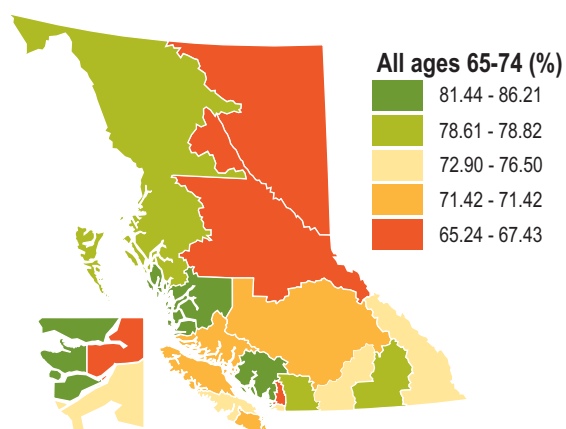 All ages 65-74 (%)
81.44 - 86.21
78.61 - 78.82
72.90 - 76.50
71.42 - 71.42
65.24 - 67.43